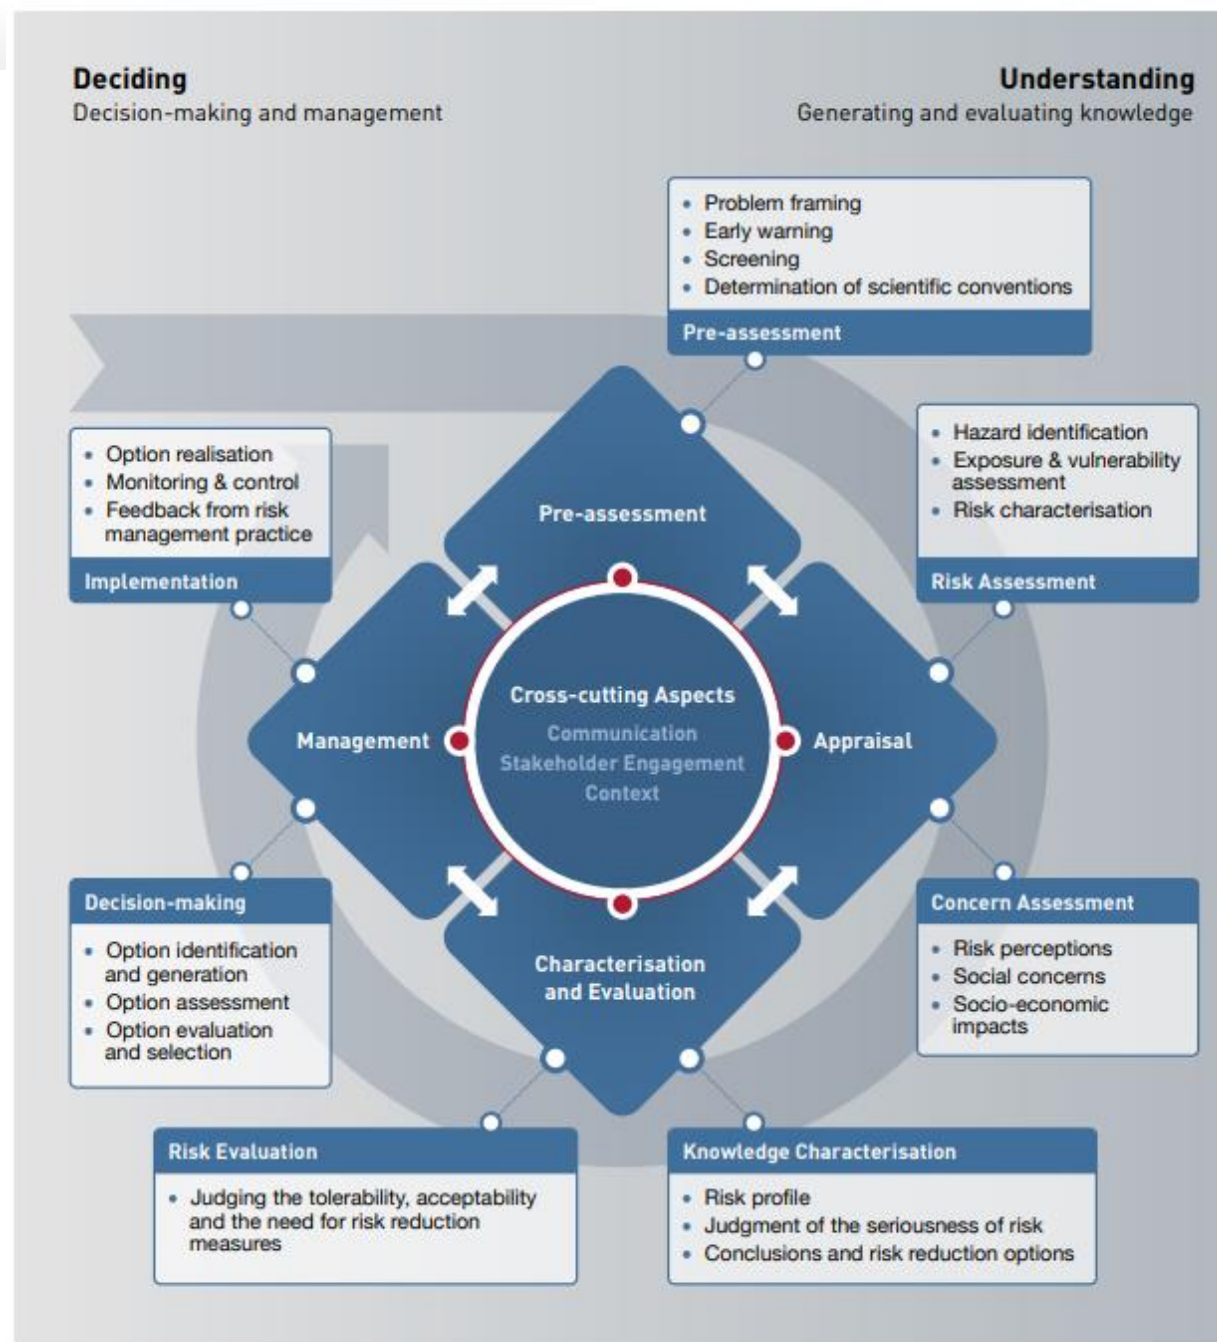 Deciding
Decision-making and management
Understanding
Generating and evaluating knowledge
• Problem framing
• Early warning
• Screening
• Determination of scientific conventions
Pre-assessment
• Option realisation
• Monitoring & control
• Feedback from risk
management practice
Implementation
• Hazard identification
• Exposure & vulnerability
assessment
• Risk characterisation
Risk Assessment
Pre-assessment
Cross-cutting Aspects
Communication
Stakeholder Engagement
Context
Management
Appraisal
Characterisation
and Evaluation
Decision-making
• Option identification
and generation
• Option assessment
• Option evaluation
and selection
Concern Assessment
• Risk perceptions
• Social concerns
• Socio-economic
impacts
Risk Evaluation
• Judging the tolerability, acceptability
and the need for risk reduction
measures
Knowledge Characterisation
• Risk profile
• Judgment of the seriousness of risk
• Conclusions and risk reduction options